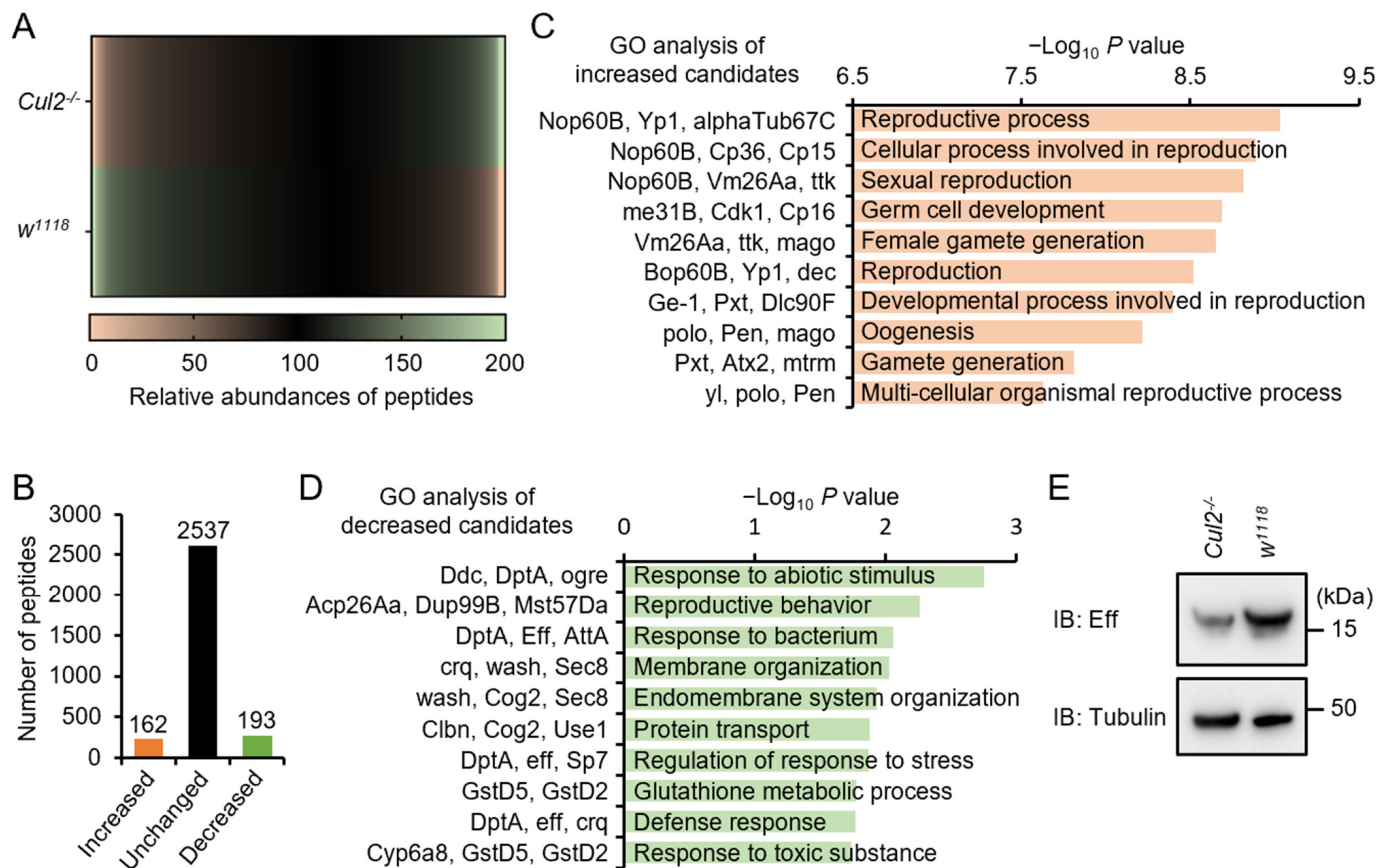 A
Cul2-/-
w1118
0 50 100 150 200
Relative abundances of peptides
B
Number of peptides
3000
2500
2000
1500
1000
500
0
162
2537
193
Increased
Unchanged
Decreased
C
GO analysis of
increased candidates
−Log10 P value
6.5 7.5 8.5 9.5
Nop60B, Yp1, alphaTub67C Reproductive process
Nop60B, Cp36, Cp15 Cellular process involved in reproduction
Nop60B, Vm26Aa, ttk Sexual reproduction
me31B, Cdk1, Cp16 Germ cell development
Vm26Aa, ttk, mago Female gamete generation
Bop60B, Yp1, dec Reproduction
Ge-1, Pxt, Dlc90F Developmental process involved in reproduction
polo, Pen, mago Oogenesis
Pxt, Atx2, mtrm Gamete generation
yl, polo, Pen Multi-cellular organismal reproductive process
D
GO analysis of
decreased candidates
−Log10 P value
0 1 2 3
Ddc, DptA, ogre Response to abiotic stimulus
Acp26Aa, Dup99B, Mst57Da Reproductive behavior
DptA, Eff, AttA Response to bacterium
crq, wash, Sec8 Membrane organization
wash, Cog2, Sec8 Endomembrane system organization
Clbn, Cog2, Use1 Protein transport
DptA, eff, Sp7 Regulation of response to stress
GstD5, GstD2 Glutathione metabolic process
DptA, eff, crq Defense response
Cyp6a8, GstD5, GstD2 Response to toxic substance
E
Cul2-/-
w1118
(kDa)
IB: Eff
15
IB: Tubulin
50